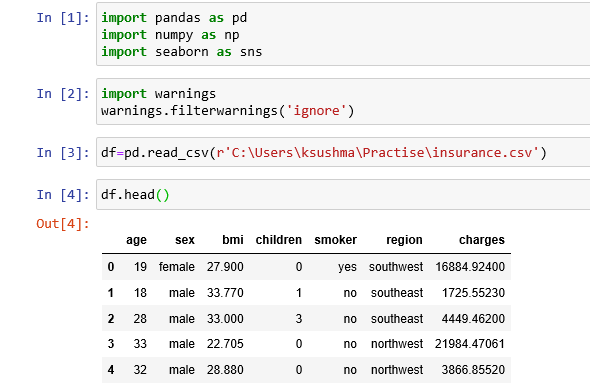 In [1]: import pandas as pd
import numpy as np
import seaborn as sns
In [2]: import warnings
warnings.filterwarnings('ignore')
In [3]: df=pd.read_csv(r'C:\Users\ksushma\Practise\insurance.csv')
In [4]: df.head()
Out[4]:
age sex bmi children smoker region charges
0 19 female 27.900 0 yes southwest 16884.92400
1 18 male 33.770 1 no southeast 1725.55230
2 28 male 33.000 3 no southeast 4449.46200
3 33 male 22.705 0 no northwest 21984.47061
4 32 male 28.880 0 no northwest 3866.85520